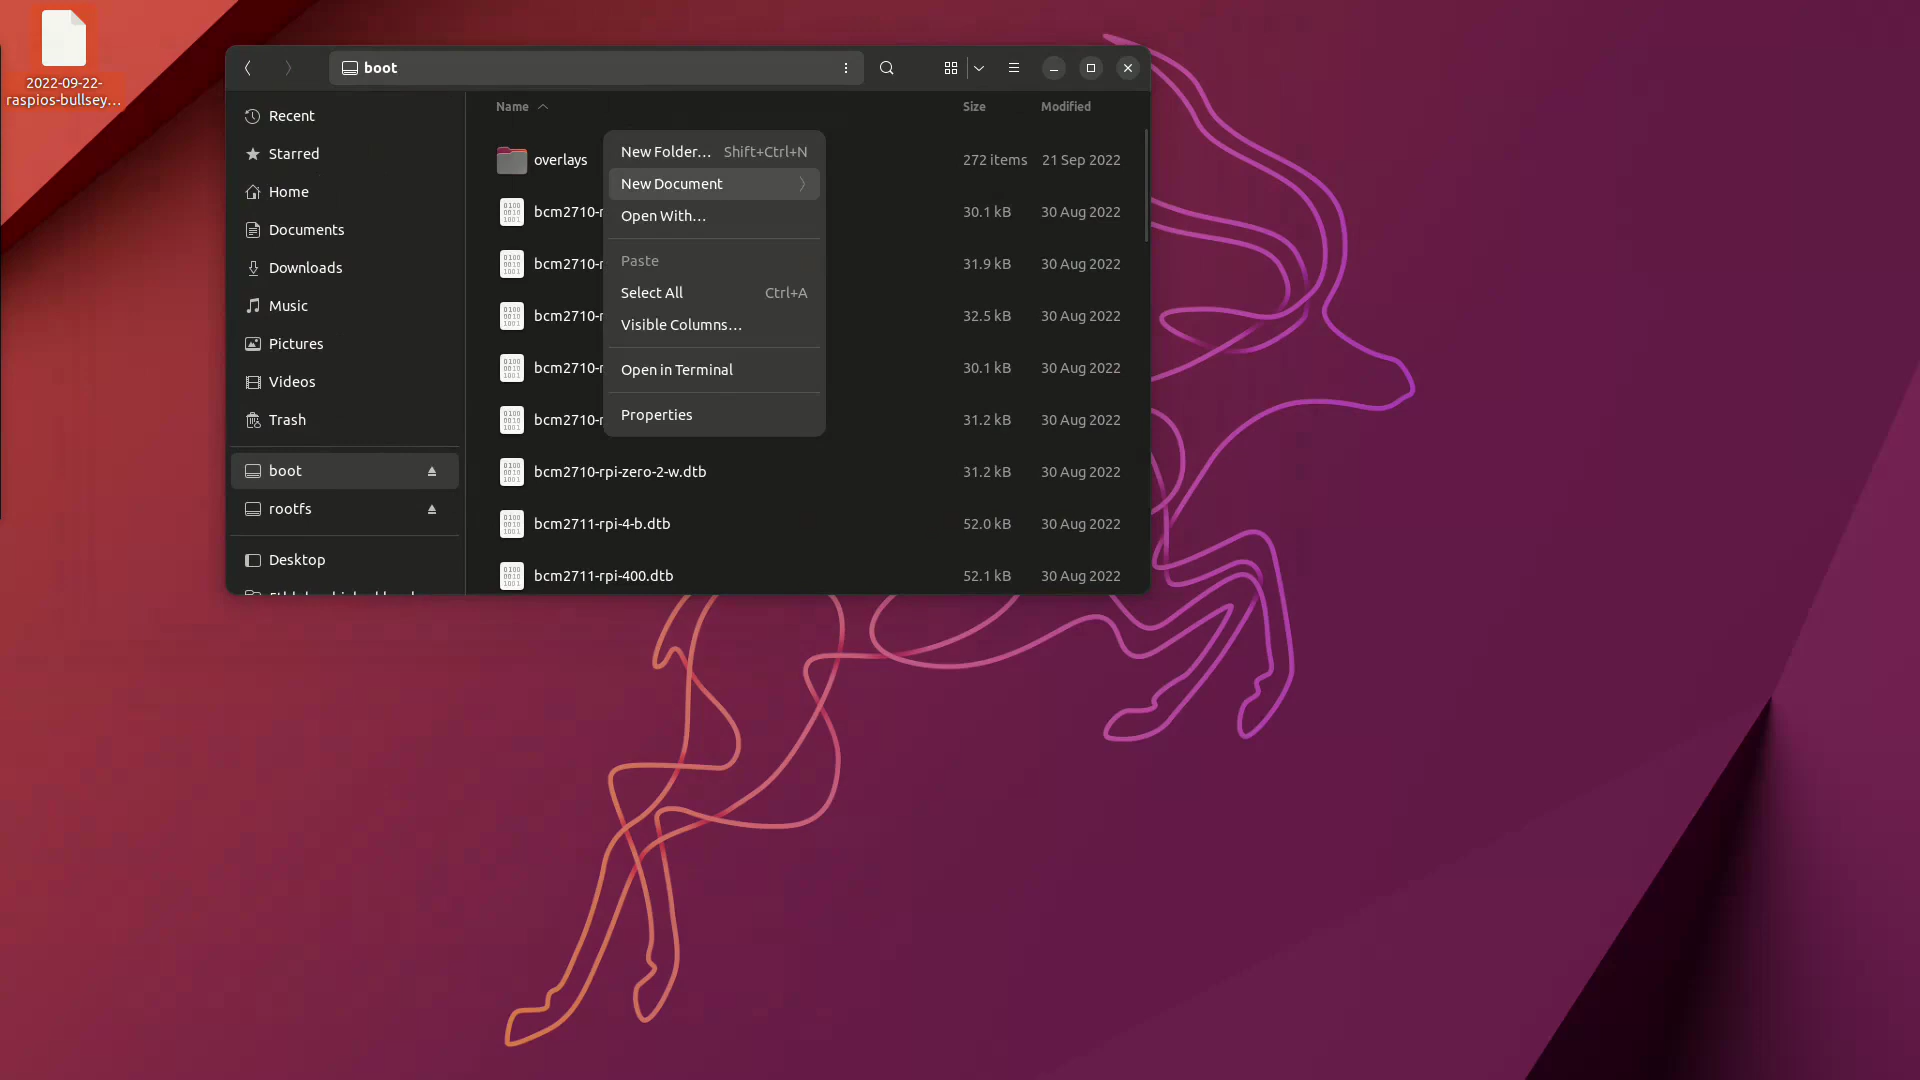 2022-09-22-
raspios-bullsey…
boot
Recent
Starred
Home
Documents
Downloads
Music
Pictures
Videos
Trash
boot
rootfs
Desktop
Name Size Modified
overlays 272 items 21 Sep 2022
bcm2710-r 30.1 kB 30 Aug 2022
bcm2710-r 31.9 kB 30 Aug 2022
bcm2710-r 32.5 kB 30 Aug 2022
bcm2710-r 30.1 kB 30 Aug 2022
bcm2710-r 31.2 kB 30 Aug 2022
bcm2710-rpi-zero-2-w.dtb 31.2 kB 30 Aug 2022
bcm2711-rpi-4-b.dtb 52.0 kB 30 Aug 2022
bcm2711-rpi-400.dtb 52.1 kB 30 Aug 2022
New Folder… Shift+Ctrl+N
New Document
Open With…
Paste
Select All Ctrl+A
Visible Columns…
Open in Terminal
Properties